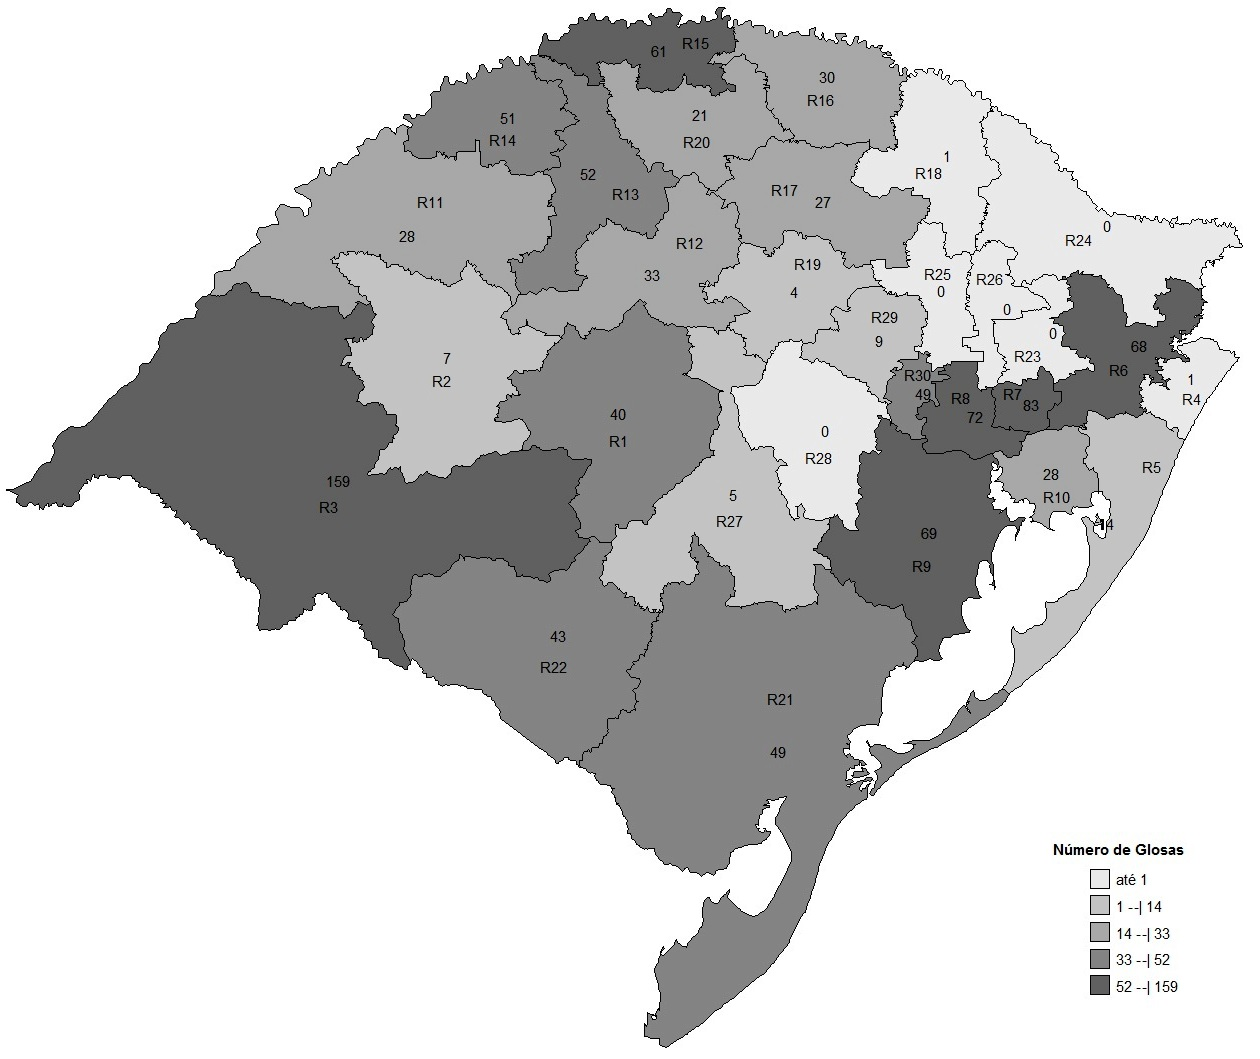 61 R15
30
R16
51
R14
21
R20
1
R18
52
R13
R17 27
R11
28
R12
33
0
R24
R19
4
R25
0
R26
0
0
R23
R29
9
68
R6
7
R2
R30
49
R8
72
R7
83
1
R4
40
R1
0
R28
159
R3
5
R27
28
R10
R5
14
69
R9
43
R22
R21
49
Número de Glosas
até 1
1 --| 14
14 --| 33
33 --| 52
52 --| 159